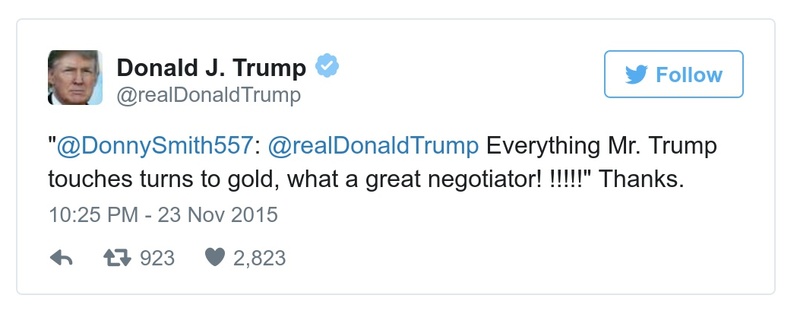 Donald J. Trump
@realDonaldTrump
Follow
"@DonnySmith557: @realDonaldTrump Everything Mr. Trump
touches turns to gold, what a great negotiator! !!!!!" Thanks.
10:25 PM - 23 Nov 2015
923 2,823